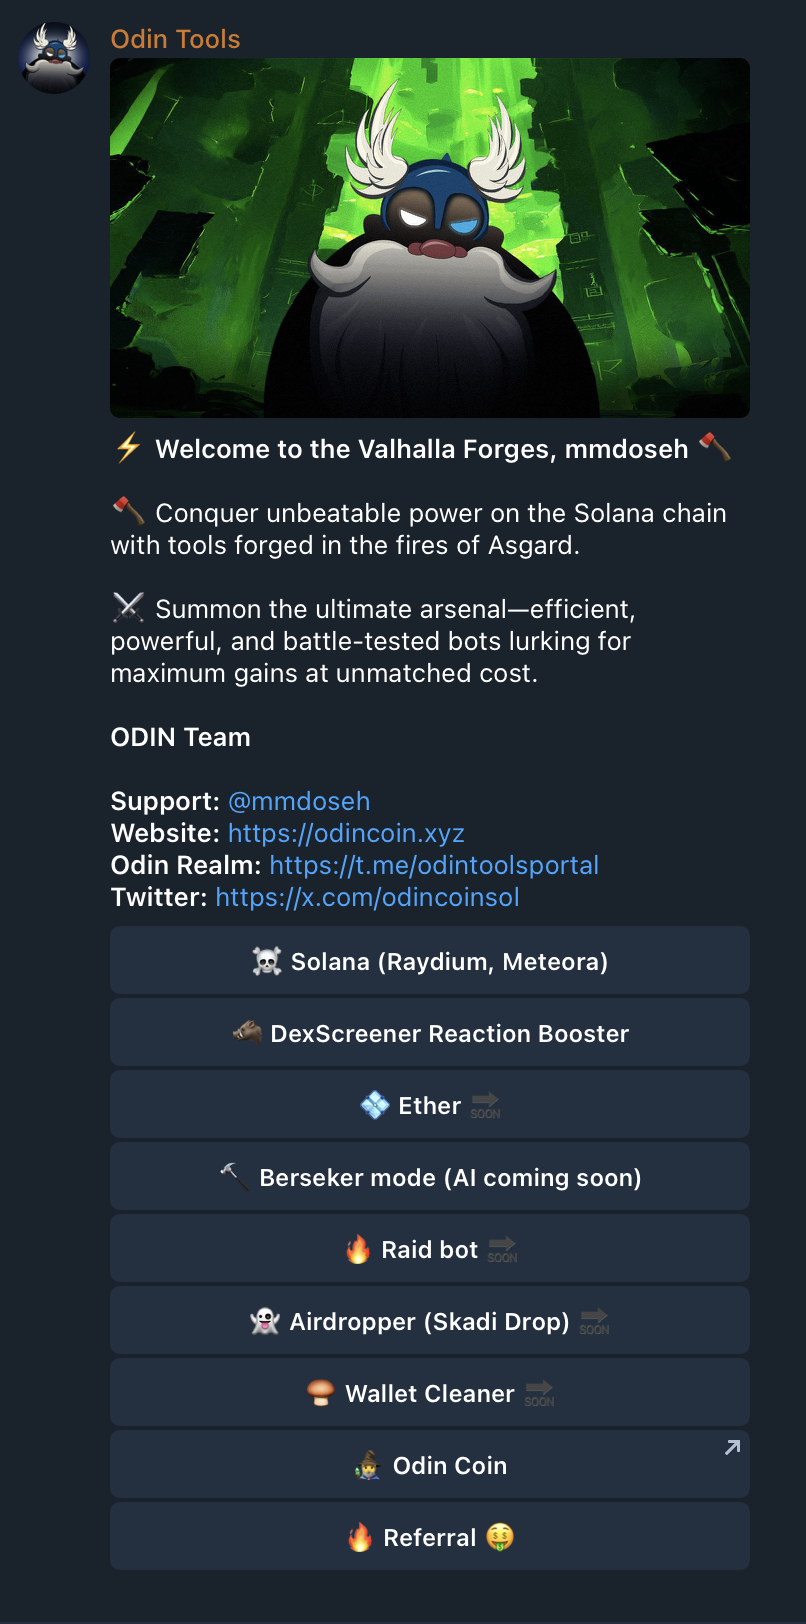 Odin Tools
⚡ Welcome to the Valhalla Forges, mmdoseh 🪓
🪓 Conquer unbeatable power on the Solana chain
with tools forged in the fires of Asgard.
⚔️ Summon the ultimate arsenal—efficient,
powerful, and battle-tested bots lurking for
maximum gains at unmatched cost.
ODIN Team
Support: @mmdoseh
Website: https://odincoin.xyz
Odin Realm: https://t.me/odintoolsportal
Twitter: https://x.com/odincoinsol
☠️ Solana (Raydium, Meteora)
🐗 DexScreener Reaction Booster
💠 Ether 🔜
⛏️ Berseker mode (AI coming soon)
🔥 Raid bot 🔜
👻 Airdropper (Skadi Drop) 🔜
🍄 Wallet Cleaner 🔜
🧙 Odin Coin
🔥 Referral 🤑